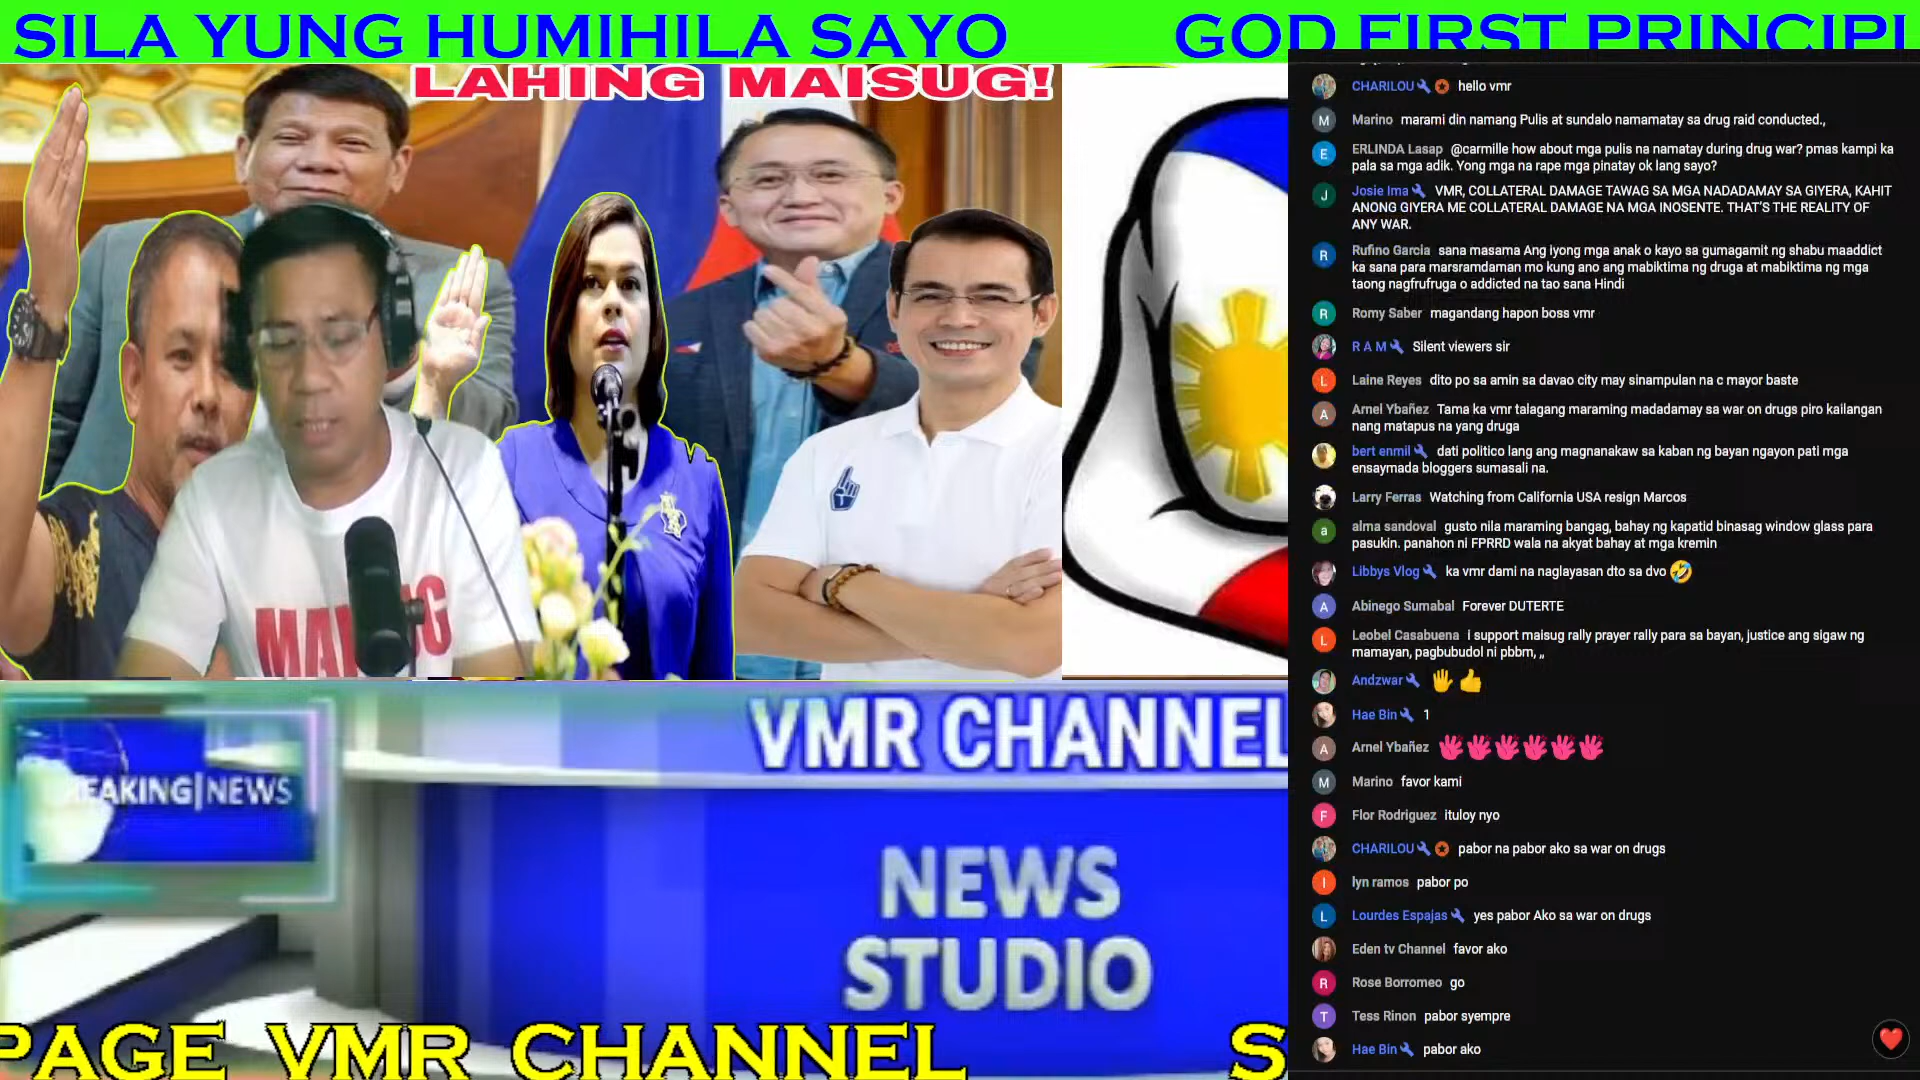 SILA YUNG HUMIHILA SAYO
GOD FIRST PRINCIPL
LAHING MAISUG!
CHARILOU hello vmr
M Marino marami din namang Pulis at sundalo namamatay sa drug raid conducted.,
E ERLINDA Lasap @carmille how about mga pulis na namatay during drug war? pmas kampi ka
pala sa mga adik. Yong mga na rape mga pinatay ok lang sayo?
J Josie Ima VMR, COLLATERAL DAMAGE TAWAG SA MGA NADADAMAY SA GIYERA, KAHIT
ANONG GIYERA ME COLLATERAL DAMAGE NA MGA INOSENTE. THAT'S THE REALITY OF
ANY WAR.
R Rufino Garcia sana masama Ang iyong mga anak o kayo sa gumagamit ng shabu maaddict
ka sana para marsramdaman mo kung ano ang mabiktima ng druga at mabiktima ng mga
taong nagfrufruga o addicted na tao sana Hindi
R Romy Saber magandang hapon boss vmr
R A M Silent viewers sir
L Laine Reyes dito po sa amin sa davao city may sinampulan na c mayor baste
A Arnel Ybañez Tama ka vmr talagang maraming madadamay sa war on drugs piro kailangan
nang matapus na yang druga
bert enmil dati politico lang ang magnanakaw sa kaban ng bayan ngayon pati mga
ensaymada bloggers sumasali na.
Larry Ferras Watching from California USA resign Marcos
a alma sandoval gusto nila maraming bangag, bahay ng kapatid binasag window glass para
pasukin. panahon ni FPRRD wala na akyat bahay at mga kremin
Libbys Vlog ka vmr dami na naglayasan dto sa dvo 🤣
A Abinego Sumabal Forever DUTERTE
L Leobel Casabuena i support maisug rally prayer rally para sa bayan, justice ang sigaw ng
mamayan, pagbubudol ni pbbm, ,,
Andzwar 🖐👍
Hae Bin 1
A Arnel Ybañez
M Marino favor kami
F Flor Rodriguez ituloy nyo
CHARILOU pabor na pabor ako sa war on drugs
I lyn ramos pabor po
L Lourdes Espajas yes pabor Ako sa war on drugs
Eden tv Channel favor ako
R Rose Borromeo go
T Tess Rinon pabor syempre
Hae Bin pabor ako
VMR CHANNEL
EAKING|NEWS
NEWS
STUDIO
PAGE VMR CHANNEL
S